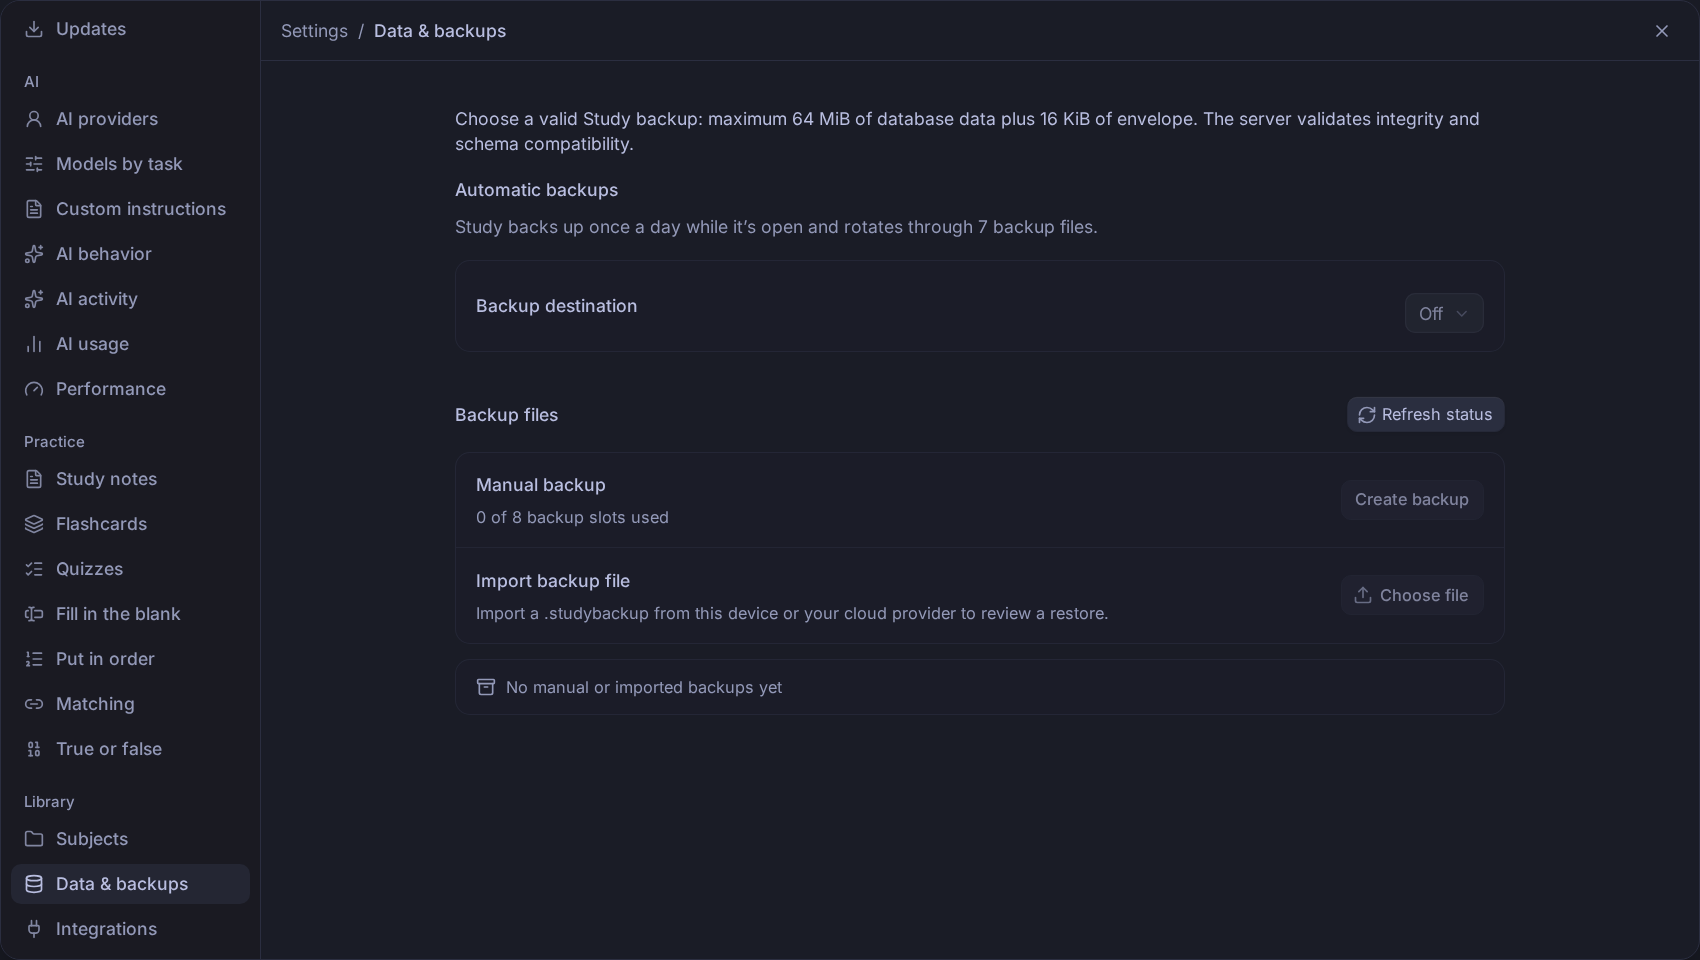 Updates
AI
AI providers
Models by task
Custom instructions
AI behavior
AI activity
AI usage
Performance
Practice
Study notes
Flashcards
Quizzes
Fill in the blank
Put in order
Matching
True or false
Library
Subjects
Data & backups
Integrations
Settings / Data & backups
Choose a valid Study backup: maximum 64 MiB of database data plus 16 KiB of envelope. The server validates integrity and
schema compatibility.
Automatic backups
Study backs up once a day while it’s open and rotates through 7 backup files.
Backup destination
Off
Backup files
Refresh status
Manual backup
0 of 8 backup slots used
Create backup
Import backup file
Import a .studybackup from this device or your cloud provider to review a restore.
Choose file
No manual or imported backups yet